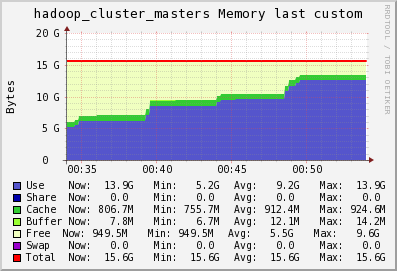 hadoop_cluster_masters Memory last custom
RRDTOOL / TOBI OETIKER
Bytes
20 G
15 G
10 G
5 G
0
00:35 00:40 00:45 00:50
Use Now: 13.9G Min: 5.2G Avg: 9.2G Max: 13.9G
Share Now: 0.0 Min: 0.0 Avg: 0.0 Max: 0.0
Cache Now: 806.7M Min: 755.7M Avg: 912.4M Max: 924.6M
Buffer Now: 7.8M Min: 6.7M Avg: 12.1M Max: 14.2M
Free Now: 949.5M Min: 949.5M Avg: 5.5G Max: 9.6G
Swap Now: 0.0 Min: 0.0 Avg: 0.0 Max: 0.0
Total Now: 15.6G Min: 15.6G Avg: 15.6G Max: 15.6G